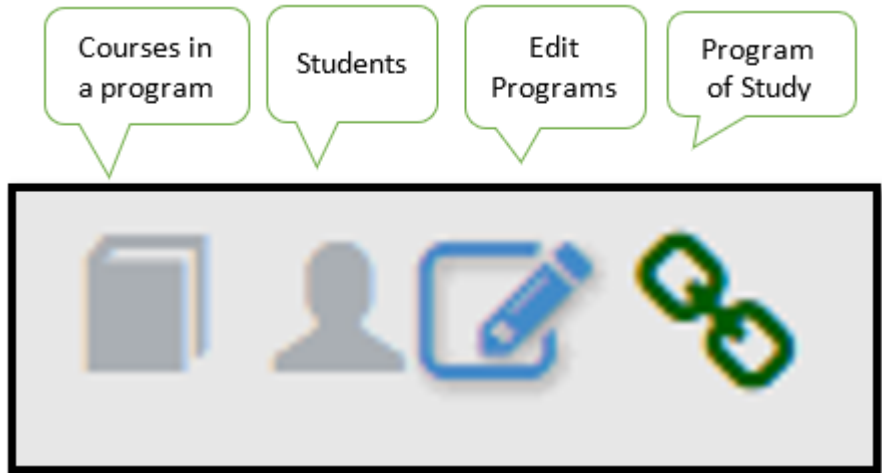 Courses in
a program
Students
Edit
Programs
Program
of Study